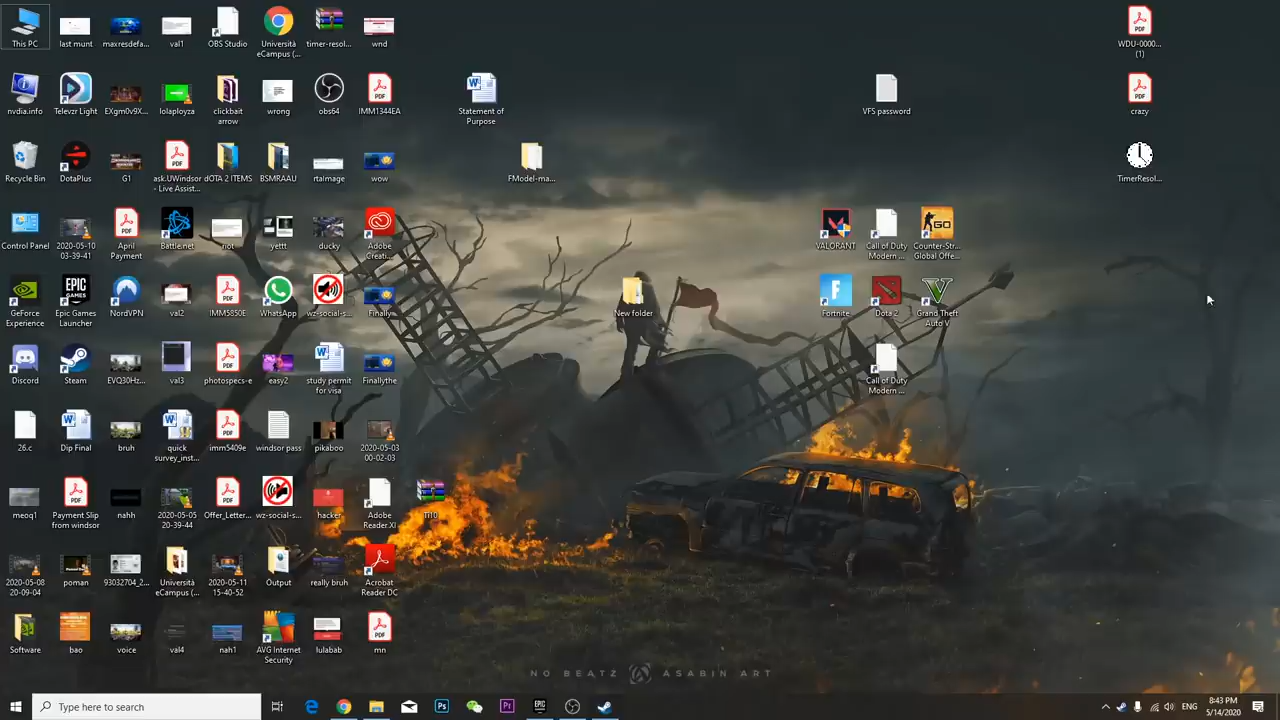 This PC
last munt
maxresdefa...
val1
OBS Studio
Università
eCampus (...
timer-resol...
wnd
WDU-0000...
(1)
nvdia.info
Televzr Light
EXgm0v9X...
lolaployza
clickbait
arrow
wrong
obs64
IMM1344EA
Statement of
Purpose
VFS password
crazy
Recycle Bin
DotaPlus
G1
ask.UWindsor
- Live Assist...
dOTA 2 ITEMS
BSMRAAU
rtaImage
wow
FModel-ma...
TimerResol...
Control Panel
2020-05-10
03-39-41
April
Payment
Battle.net
riot
yettt
ducky
Adobe
Creati...
VALORANT
Call of Duty
Modern ...
Counter-Str...
Global Offe...
GeForce
Experience
EPIC
GAMES
Epic Games
Launcher
NordVPN
val2
IMM5850E
WhatsApp
wz-social-s...
Finally
New folder
Fortnite
Dota 2
Grand Theft
Auto V
Discord
Steam
EVQ30Hz...
val3
photospecs-e
easy2
study permit
for visa
Finallythe
Call of Duty
Modern ...
26.c
Dip Final
bruh
quick
survey_inst...
imm5409e
windsor pass
pikaboo
2020-05-03
00-02-03
meoq1
Payment Slip
from windsor
nahh
2020-05-05
20-39-44
Offer_Letter...
wz-social-s...
hacker
Adobe
Reader.XI
Ti10
2020-05-08
20-09-04
poman
93032704_2...
Università
eCampus (...
2020-05-11
15-40-52
Output
really bruh
Acrobat
Reader DC
Software
bao
voice
val4
nah1
AVG Internet
Security
lulabab
mn
NO BEATZ ASABIN ART
Type here to search
ENG
8:43 PM
5/14/2020